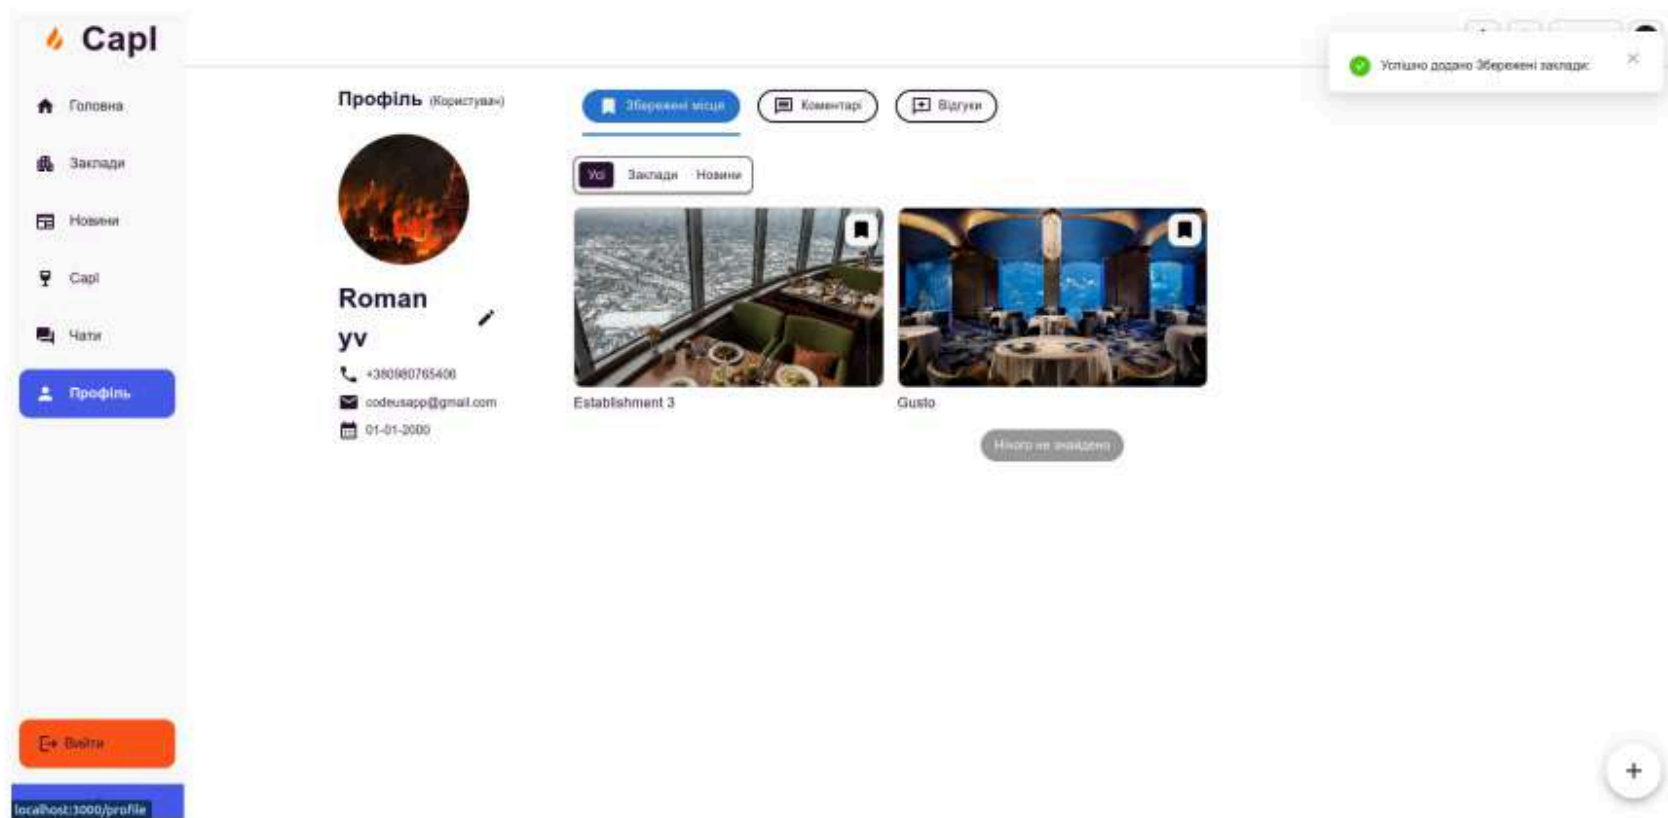 Capl
Головна
Заклади
Новини
Capl
Чати
Профіль
Вийти
localhost:3000/profile
Профіль (Користувач)
Roman
yv
+380980765406
codeusapp@gmail.com
01-01-2000
Збережені місця
Коментарі
Відгуки
Усі Заклади Новини
Establishment 3
Gusto
Нікого не знайдено
Успішно додано Збережені заклади: